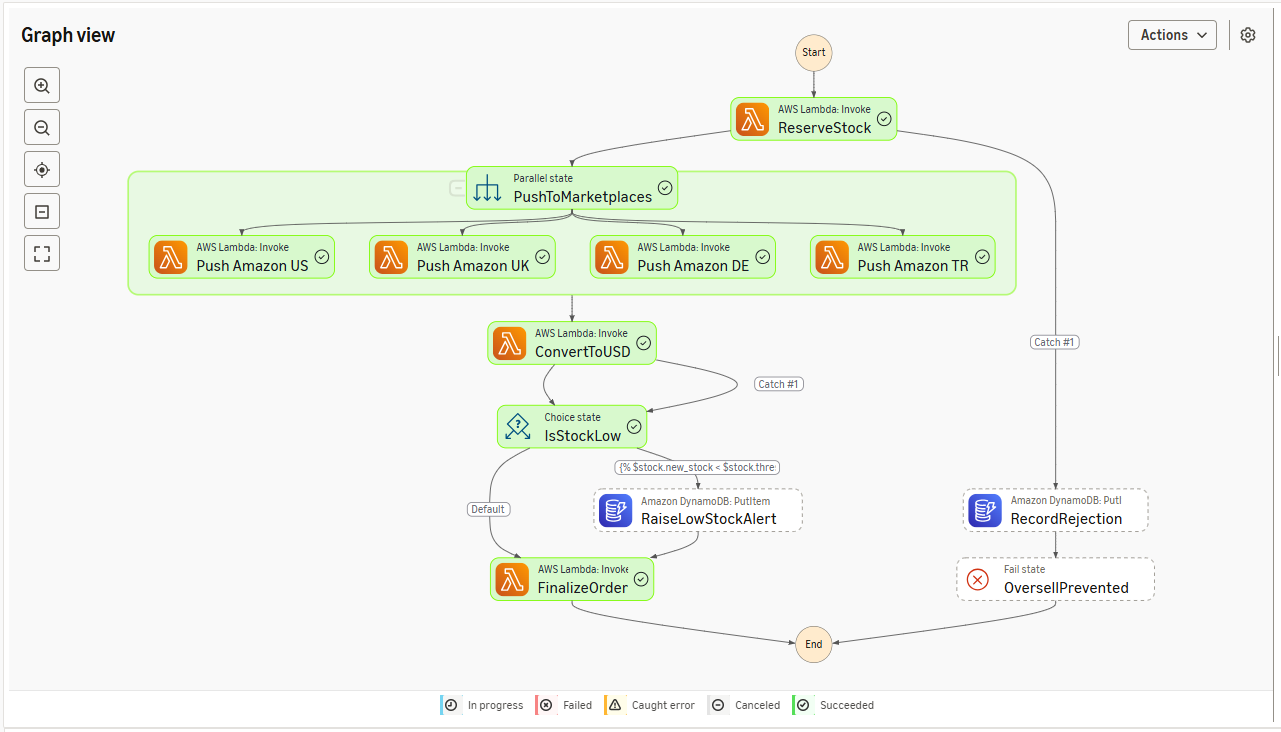 Graph view
Actions
Start
AWS Lambda: Invoke
ReserveStock
Parallel state
PushToMarketplaces
AWS Lambda: Invoke
Push Amazon US
AWS Lambda: Invoke
Push Amazon UK
AWS Lambda: Invoke
Push Amazon DE
AWS Lambda: Invoke
Push Amazon TR
AWS Lambda: Invoke
ConvertToUSD
Catch #1
Catch #1
Choice state
IsStockLow
{% $stock.new_stock < $stock.thre
Default
Amazon DynamoDB: PutItem
RaiseLowStockAlert
Amazon DynamoDB: PutI
RecordRejection
AWS Lambda: Invoke
FinalizeOrder
Fail state
OversellPrevented
End
In progress
Failed
Caught error
Canceled
Succeeded